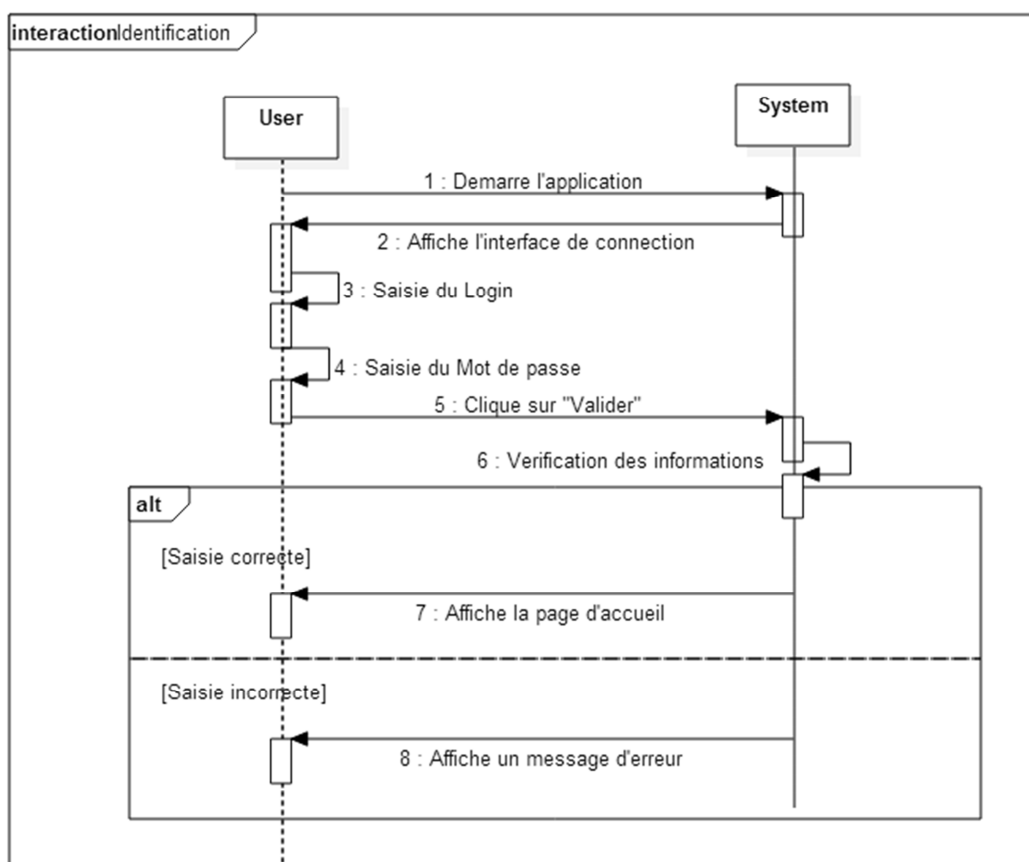 interactionIdentification
User
System
1 : Demarre l'application
2 : Affiche l'interface de connection
3 : Saisie du Login
4 : Saisie du Mot de passe
5 : Clique sur "Valider"
6 : Verification des informations
alt
[Saisie correcte]
7 : Affiche la page d'accueil
[Saisie incorrecte]
8 : Affiche un message d'erreur